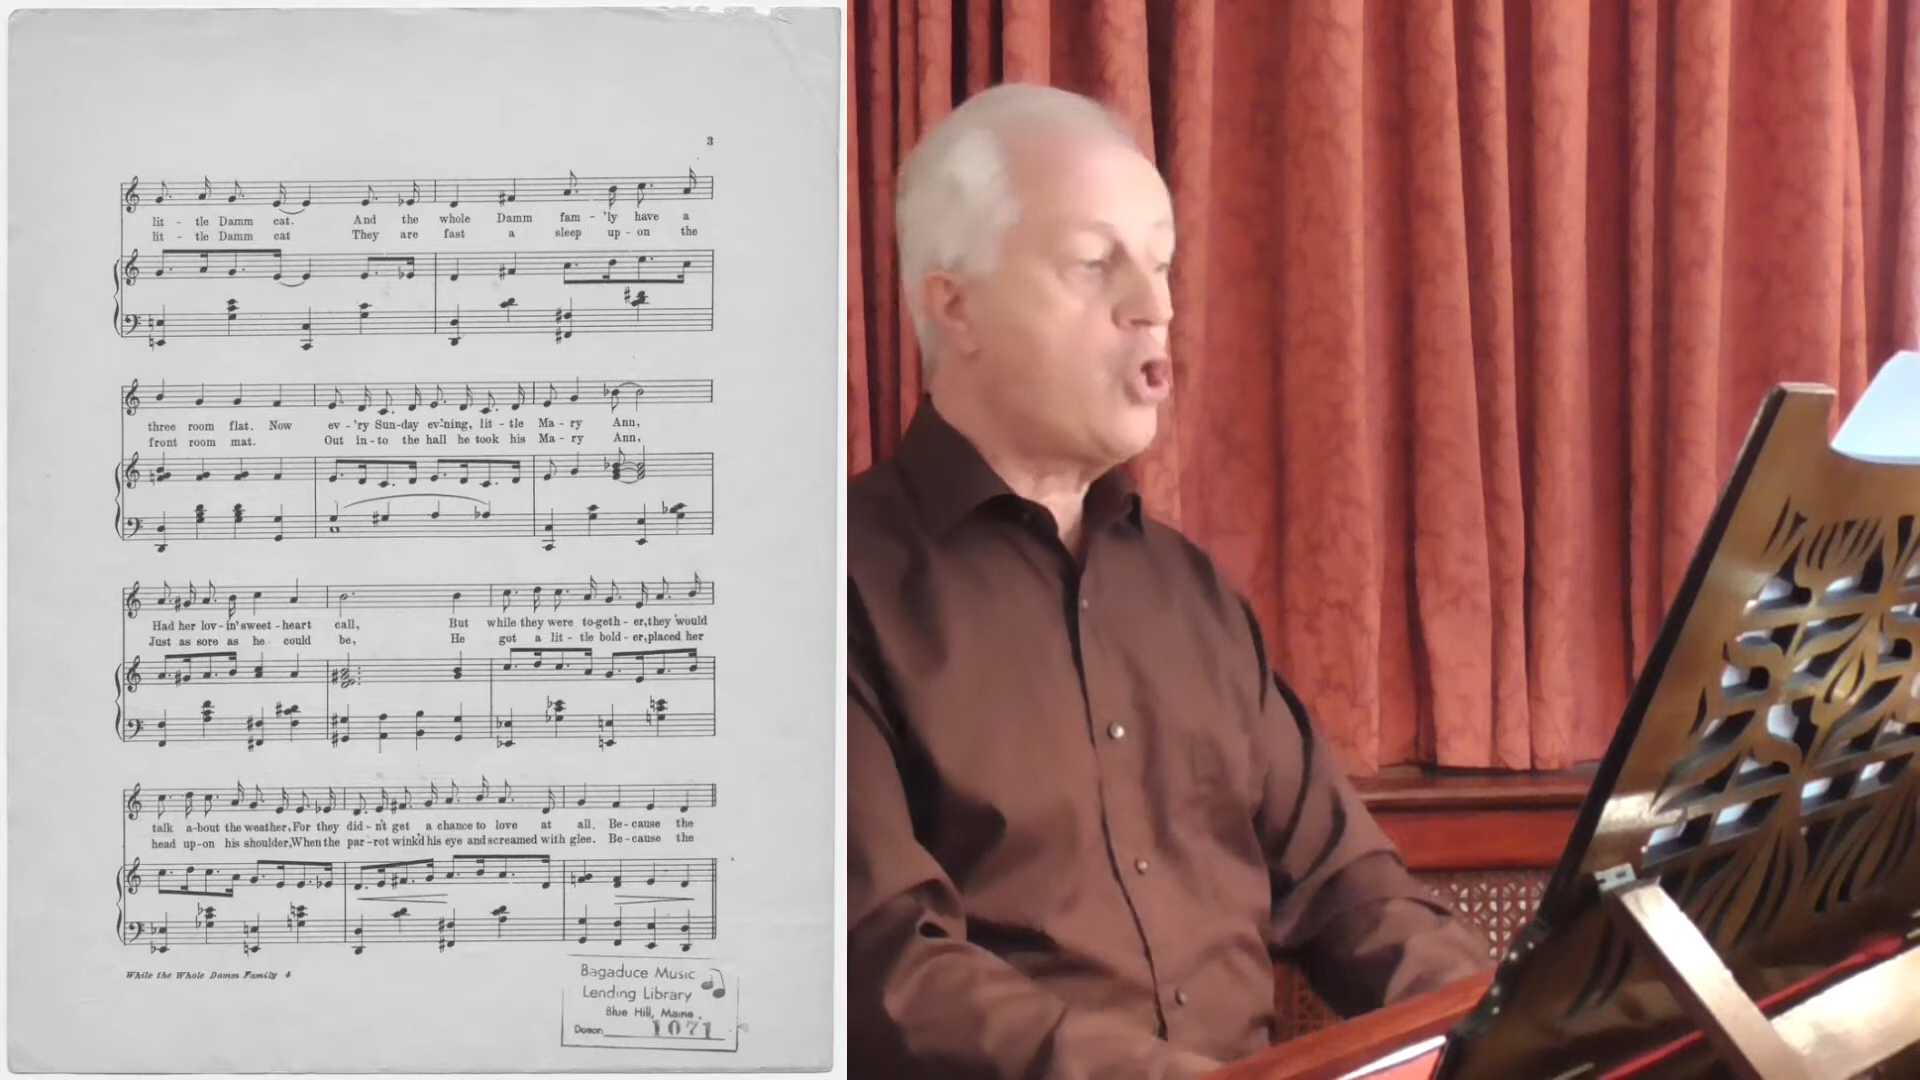 3
lit - tle Damm cat. And the whole Damm fam - 'ly have a
lit - tle Damm cat They are fast a sleep up - on the
three room flat. Now ev - 'ry Sun-day ev'ning, lit - tle Ma - ry Ann,
front room mat. Out in-to the hall he took his Ma - ry Ann,
Had her lov-in' sweet-heart call, But while they were to-geth-er, they would
Just as sore as he could be, He got a lit-tle bold-er, placed her
talk a-bout the weather, For they did-n't get a chance to love at all. Be-cause the
head up-on his shoulder, When the par-rot wink'd his eye and screamed with glee. Be-cause the
While the Whole Damm Family 4
Bagaduce Music
Lending Library
Blue Hill, Maine
1071